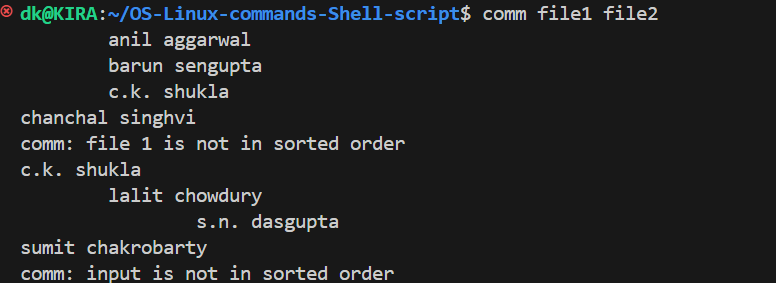 dk@KIRA:~/OS-Linux-commands-Shell-script$ comm file1 file2
        anil aggarwal
        barun sengupta
        c.k. shukla
chanchal singhvi
comm: file 1 is not in sorted order
c.k. shukla
        lalit chowdury
                s.n. dasgupta
sumit chakrobarty
comm: input is not in sorted order